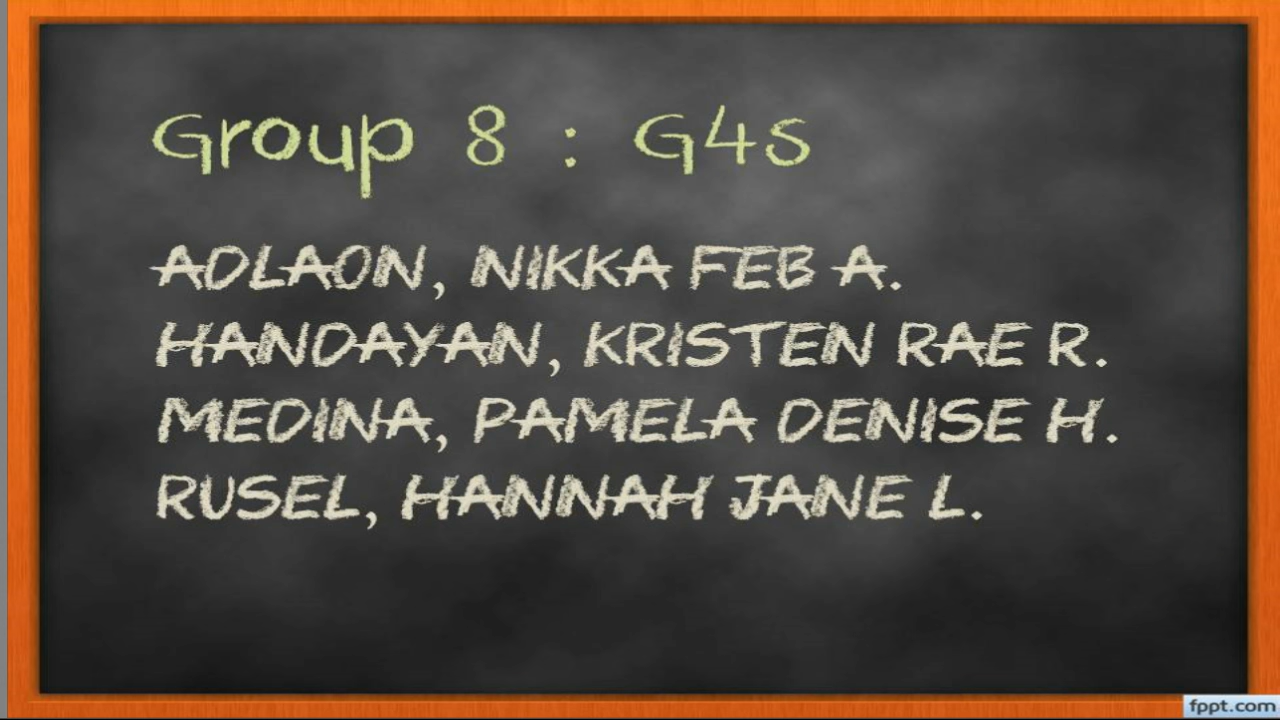 Group 8 : G4s
ADLAON, NIKKA FEB A.
HANDAYAN, KRISTEN RAE R.
MEDINA, PAMELA DENISE H.
RUSEL, HANNAH JANE L.
fppt.com